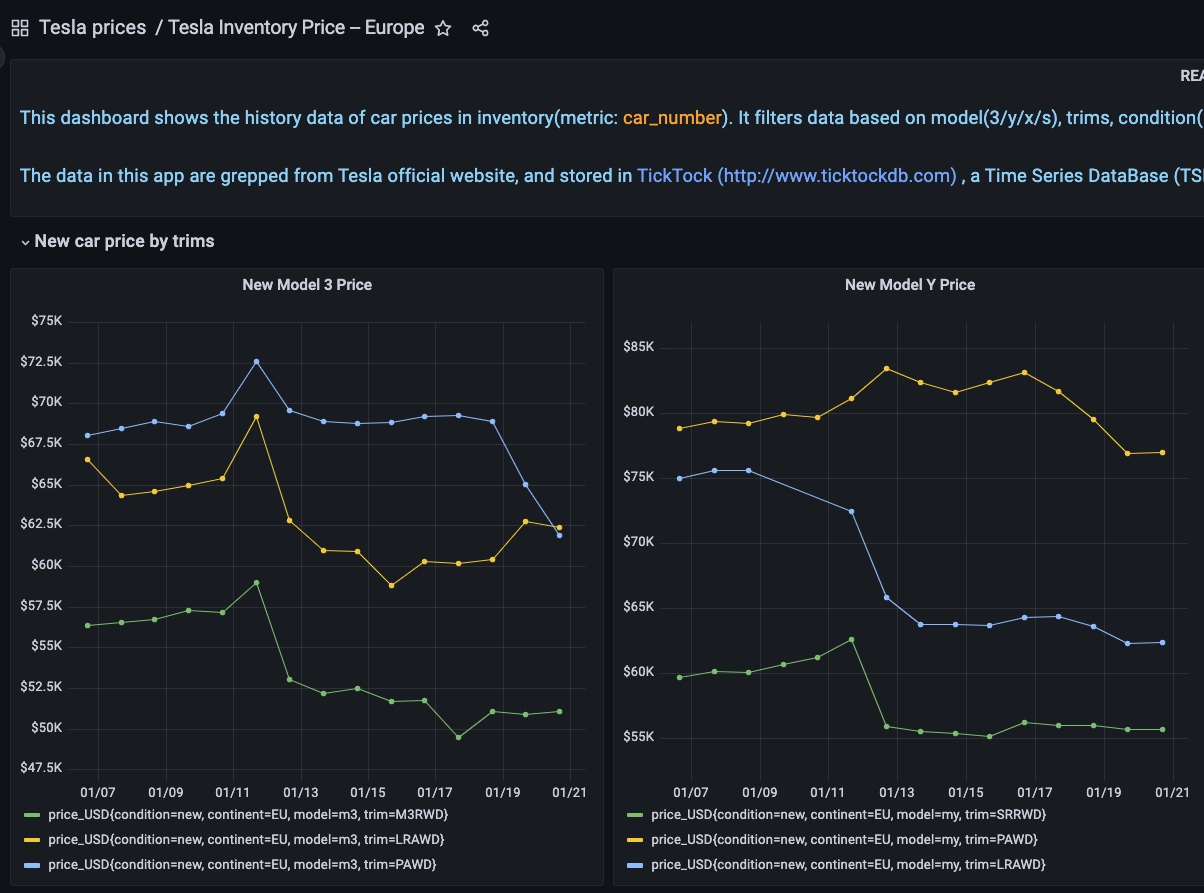 Tesla prices / Tesla Inventory Price – Europe
This dashboard shows the history data of car prices in inventory(metric: car_number). It filters data based on model(3/y/x/s), trims, condition(
The data in this app are grepped from Tesla official website, and stored in TickTock (http://www.ticktockdb.com) , a Time Series DataBase
New car price by trims
New Model 3 Price
$75K
$72.5K
$70K
$67.5K
$65K
$62.5K
$60K
$57.5K
$55K
$52.5K
$50K
$47.5K
01/07 01/09 01/11 01/13 01/15 01/17 01/19 01/21
price_USD{condition=new, continent=EU, model=m3, trim=M3RWD}
price_USD{condition=new, continent=EU, model=m3, trim=LRAWD}
price_USD{condition=new, continent=EU, model=m3, trim=PAWD}
New Model Y Price
$85K
$80K
$75K
$70K
$65K
$60K
$55K
01/07 01/09 01/11 01/13 01/15 01/17 01/19 01/21
price_USD{condition=new, continent=EU, model=my, trim=SRRWD}
price_USD{condition=new, continent=EU, model=my, trim=PAWD}
price_USD{condition=new, continent=EU, model=my, trim=LRAWD}